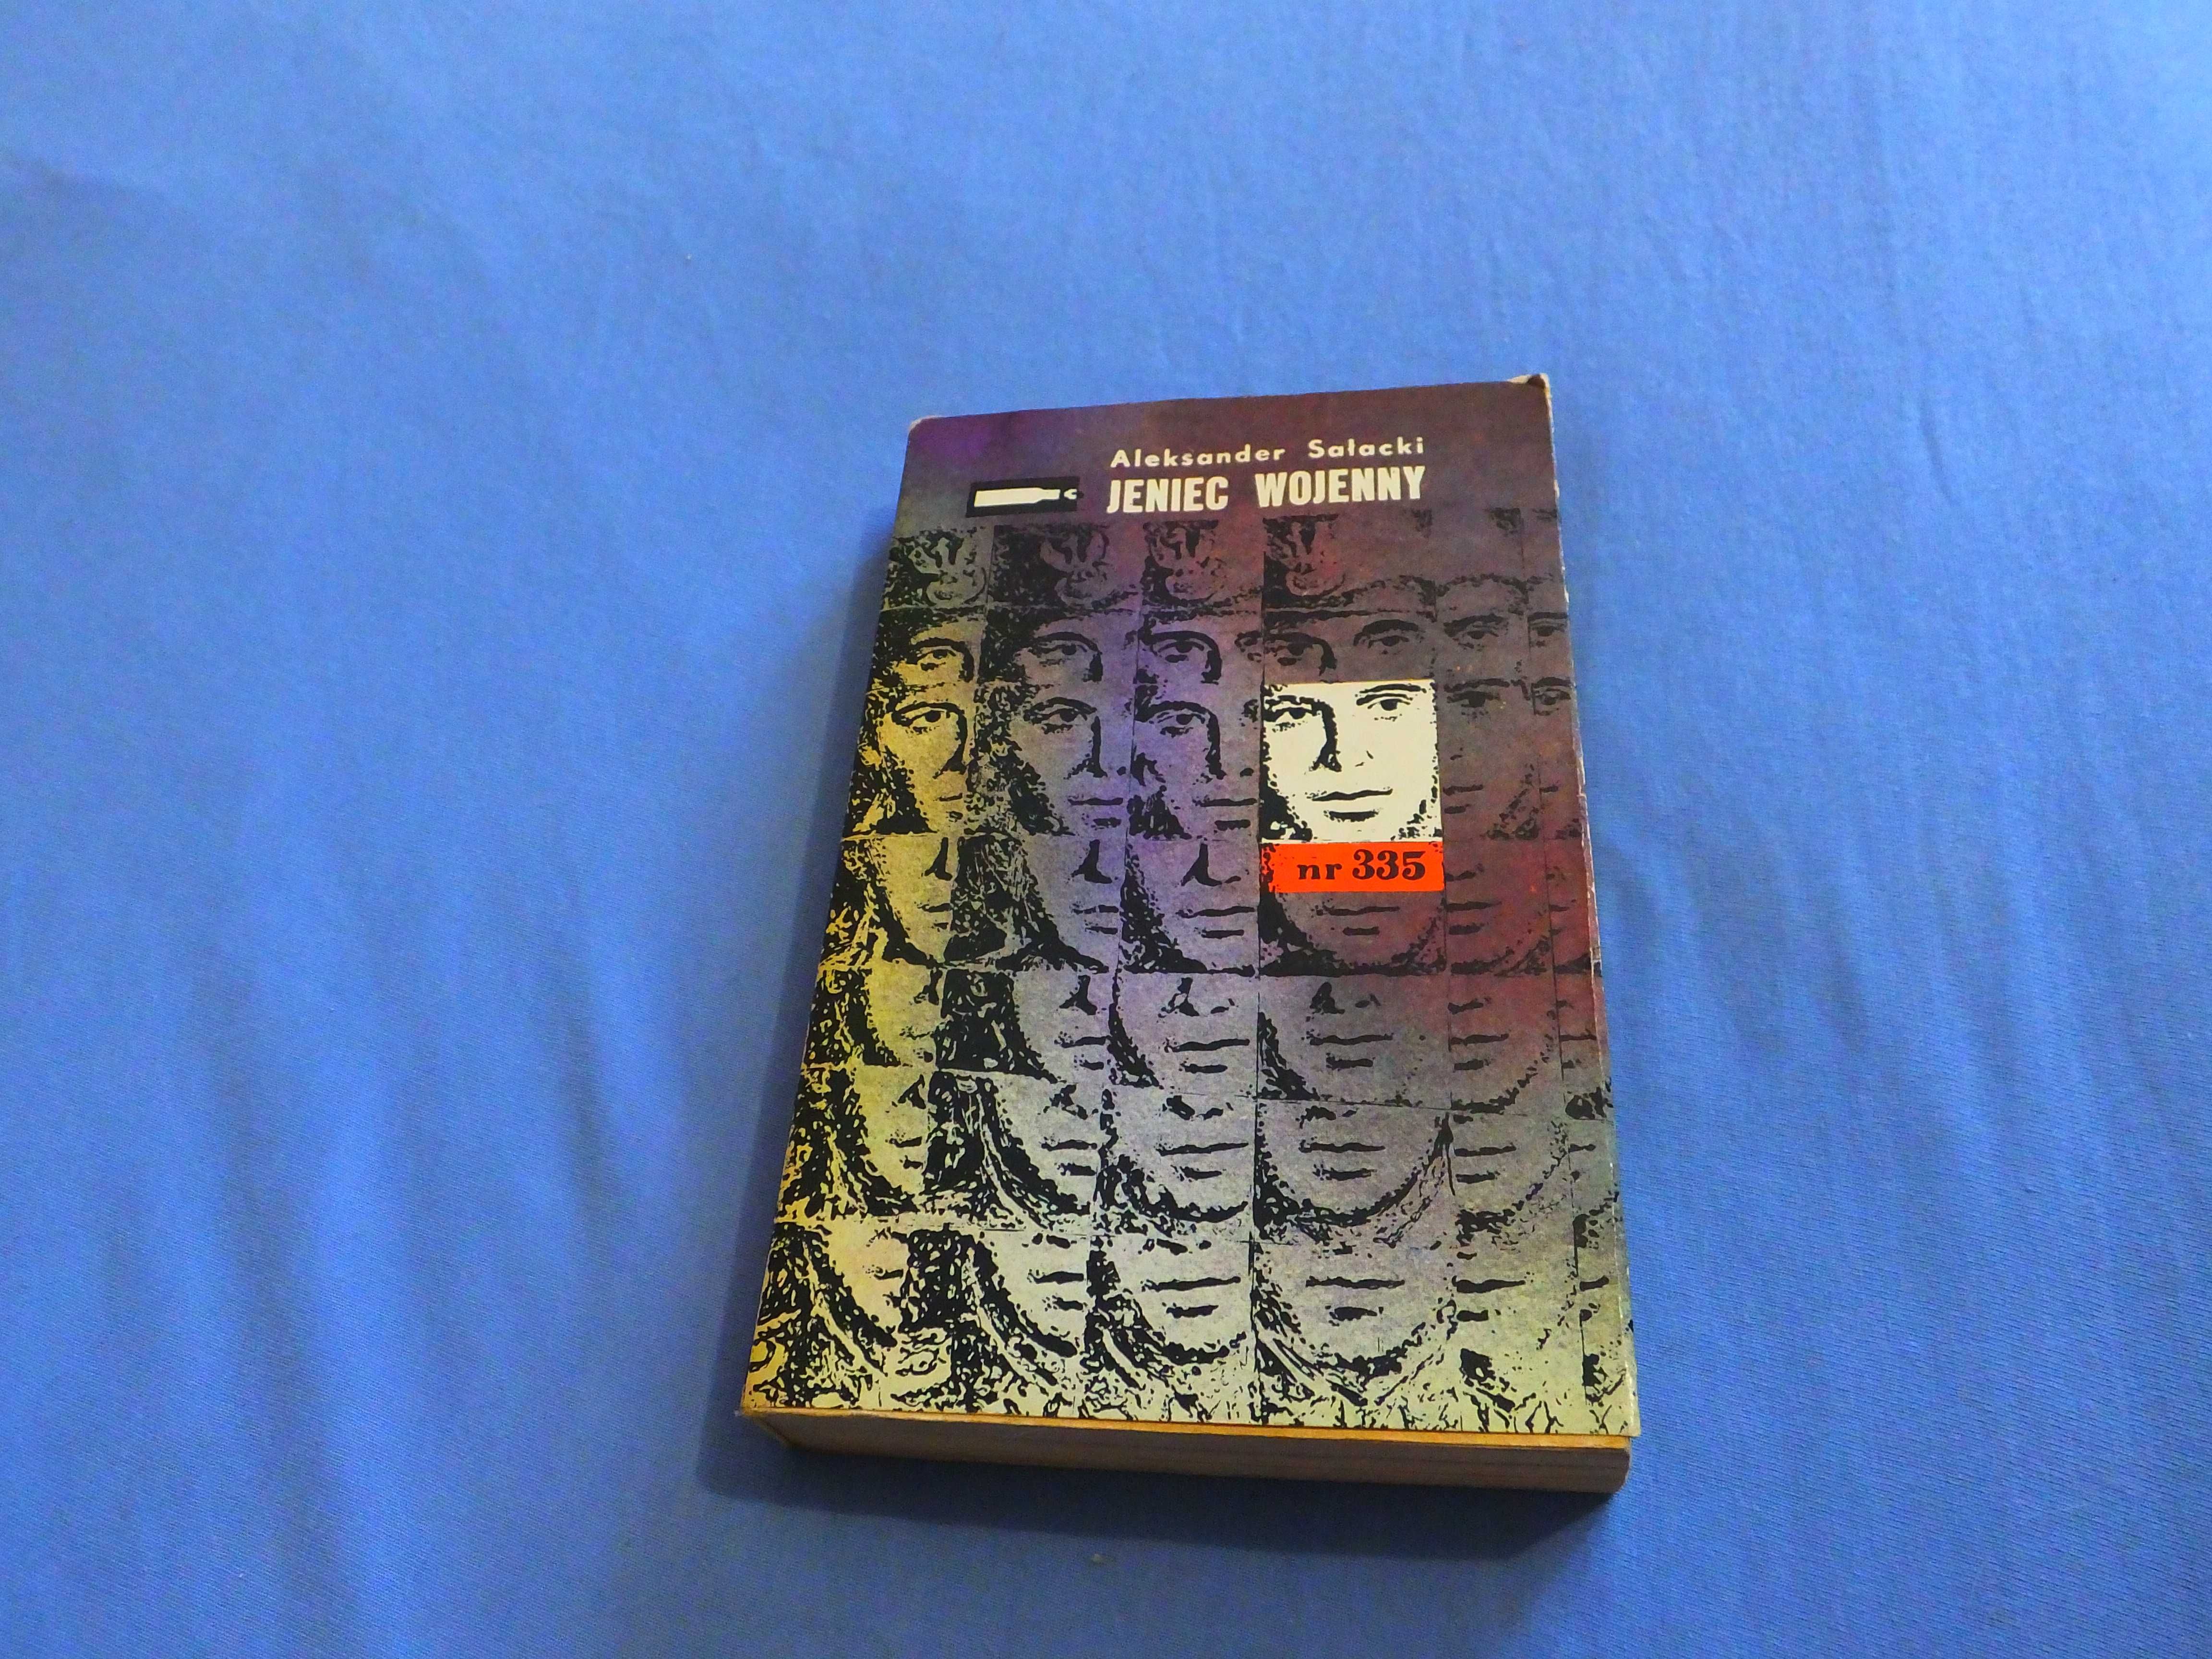 Aleksander Sałacki
JENIEC WOJENNY
nr 335